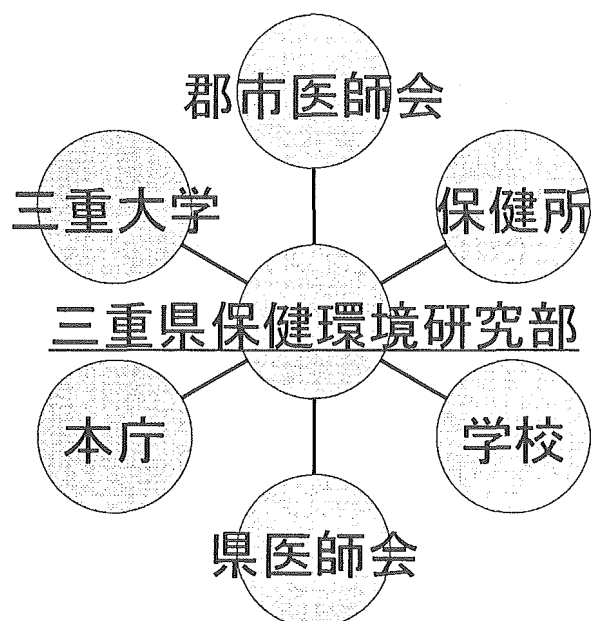 郡市医師会
三重大学
保健所
三重県保健環境研究部
本庁
学校
県医師会